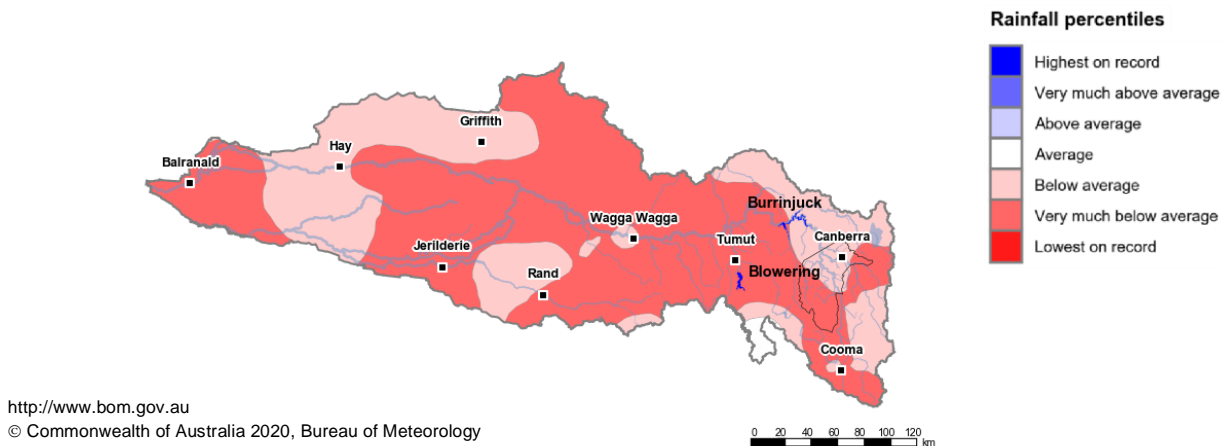 Rainfall percentiles
Highest on record
Very much above average
Above average
Average
Below average
Very much below average
Lowest on record
Griffith
Hay
Balranald
Burrinjuck
Wagga Wagga
Canberra
Tumut
Jerilderie
Blowering
Rand
Cooma
http://www.bom.gov.au
© Commonwealth of Australia 2020, Bureau of Meteorology
0 20 40 60 80 100 120
km